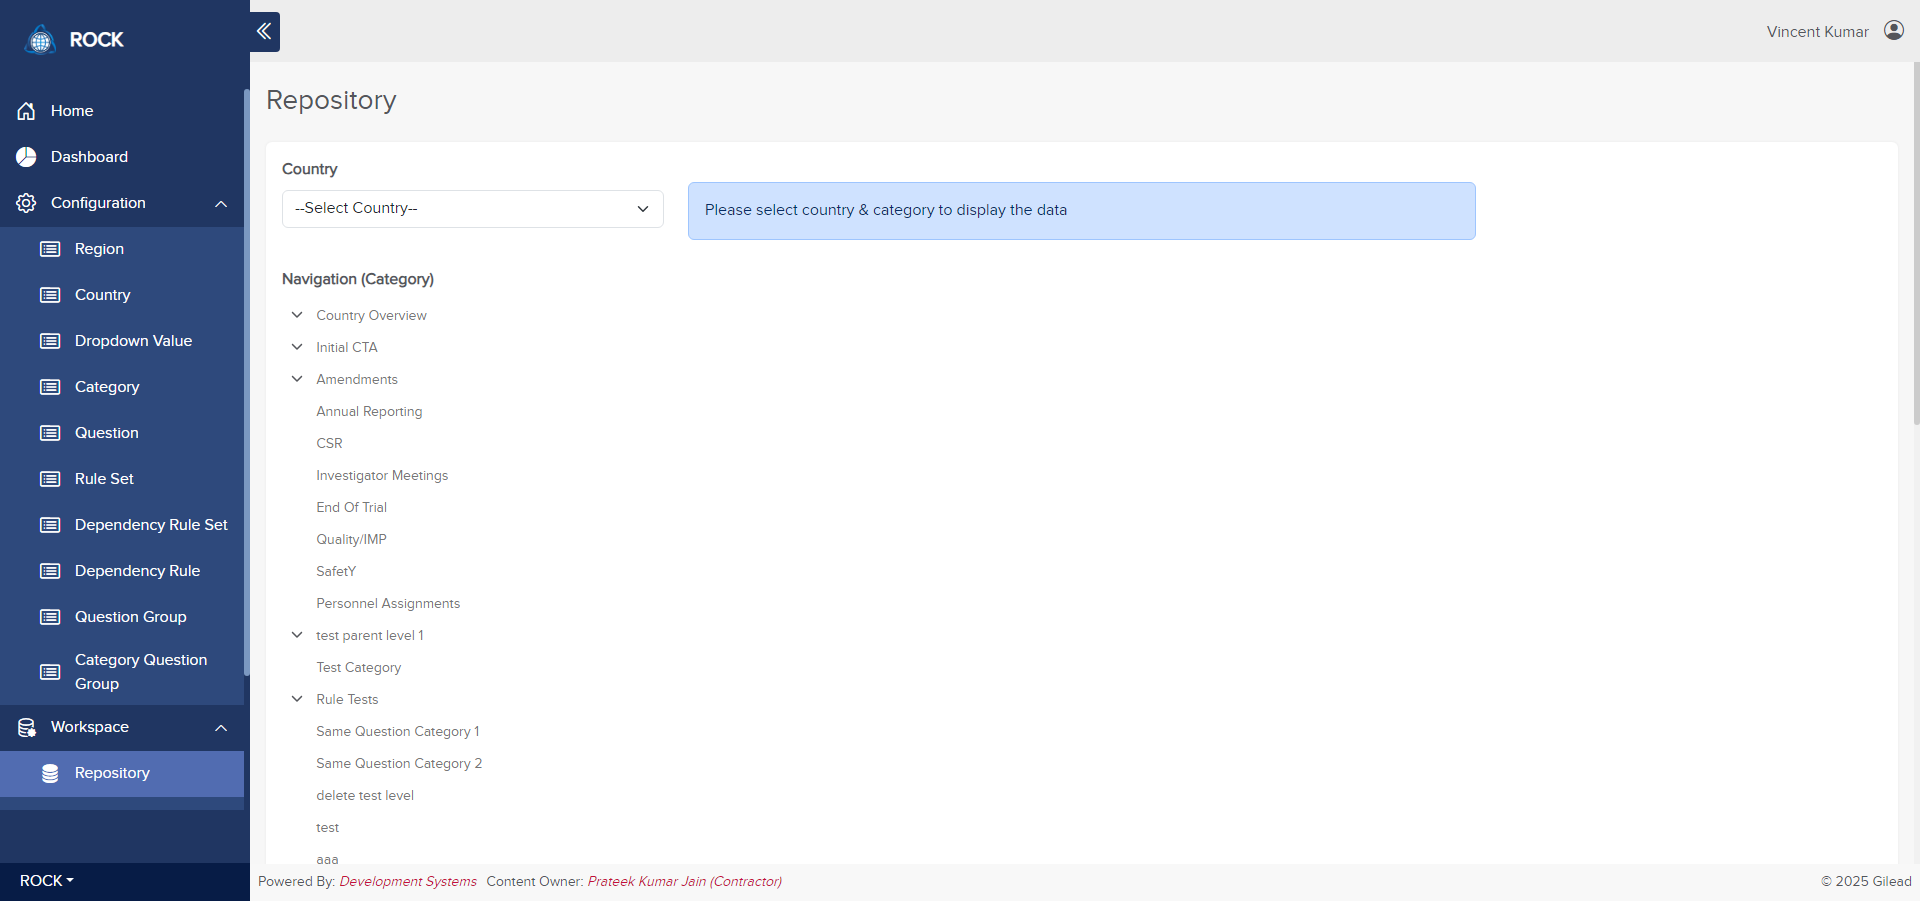 ROCK
Home
Dashboard
Configuration
Region
Country
Dropdown Value
Category
Question
Rule Set
Dependency Rule Set
Dependency Rule
Question Group
Category Question
Group
Workspace
Repository
ROCK
Vincent Kumar
Repository
Country
--Select Country--
Please select country & category to display the data
Navigation (Category)
Country Overview
Initial CTA
Amendments
Annual Reporting
CSR
Investigator Meetings
End Of Trial
Quality/IMP
SafetY
Personnel Assignments
test parent level 1
Test Category
Rule Tests
Same Question Category 1
Same Question Category 2
delete test level
test
aaa
Powered By: Development Systems Content Owner: Prateek Kumar Jain (Contractor)
© 2025 Gilead